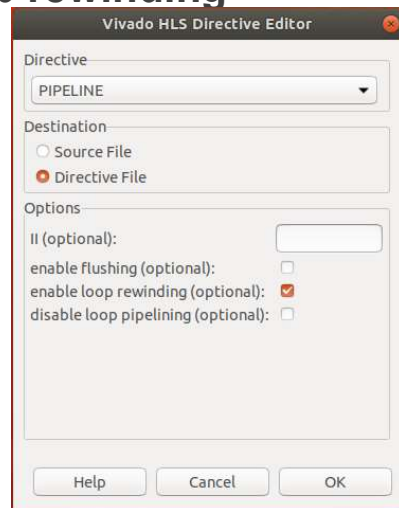 rewinding
Vivado HLS Directive Editor
Directive
PIPELINE
Destination
Source File
Directive File
Options
II (optional):
enable flushing (optional):
enable loop rewinding (optional):
disable loop pipelining (optional):
Help Cancel OK